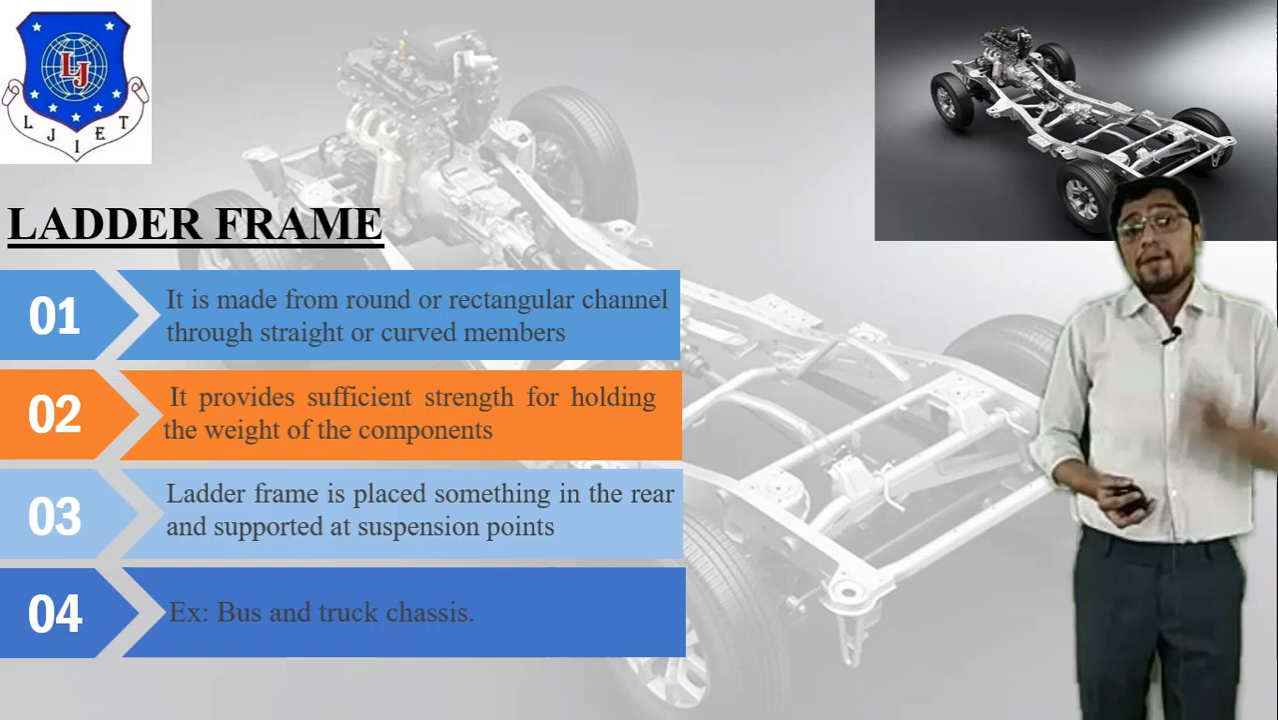 LJ
L J I E T
LADDER FRAME
01
It is made from round or rectangular channel
through straight or curved members
02
It provides sufficient strength for holding
the weight of the components
03
Ladder frame is placed something in the rear
and supported at suspension points
04
Ex: Bus and truck chassis.